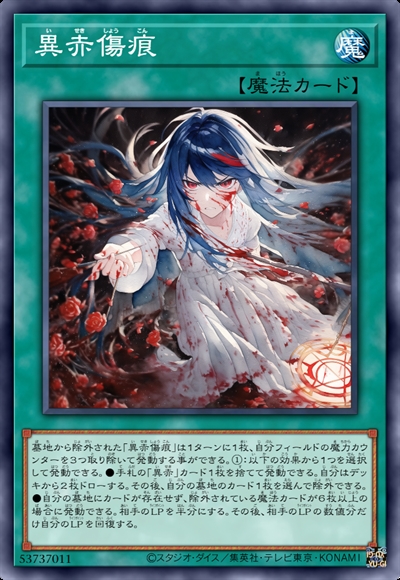 異赤傷痕
魔
【魔法カード】
墓地から除外された「異赤傷痕」は1ターンに1枚、自分フィールドの魔力カウ
ンターを3つ取り除いて発動する事ができる。①:以下の効果から1つを選択
して発動できる。●手札の「異赤」カード1枚を捨てて発動できる。自分はデッ
キから2枚ドローする。その後、自分の墓地のカード1枚を選んで除外できる。
●自分の墓地にカードが存在せず、除外されている魔法カードが6枚以上の
場合に発動できる。相手のLPを半分にする。その後、相手のLPの数値分だ
け自分のLPを回復する。
53737011
©スタジオ・ダイス/集英社・テレビ東京・KONAMI